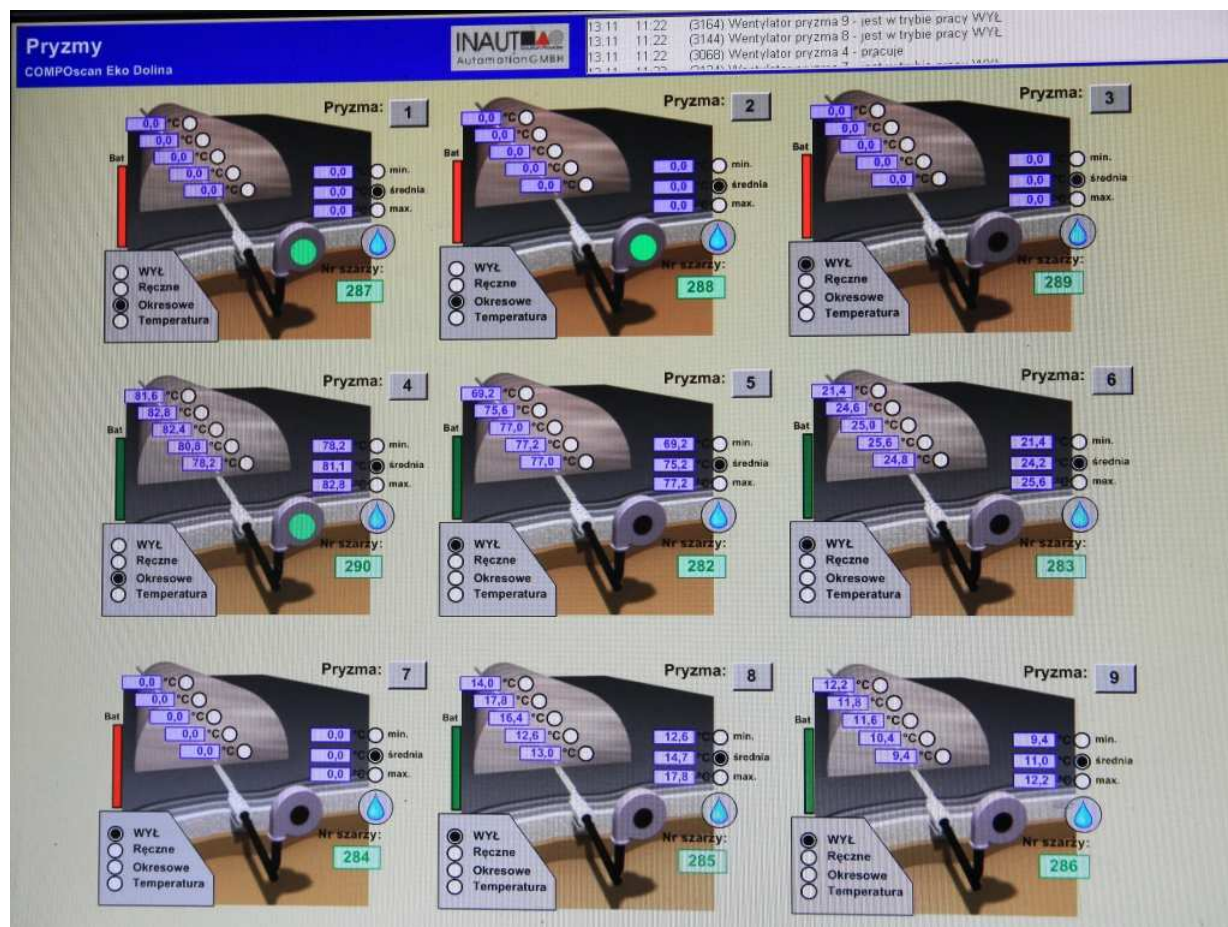 Pryzmy
COMPOscan Eko Dolina
INAUT
Automation GMBH
13.11 11:22 (3164) Wentylator pryzma 9 - jest w trybie pracy WYŁ
13.11 11:22 (3144) Wentylator pryzma 8 - jest w trybie pracy WYŁ
13.11 11:22 (3068) Wentylator pryzma 4 - pracuje
Pryzma: 1
0,0 °C
0,0 °C
0,0 °C
0,0 °C
0,0 °C
Bat
0,0 °C min.
0,0 °C średnia
0,0 °C max.
WYŁ
Ręczne
Okresowe
Temperatura
Nr szarży:
287
Pryzma: 2
0,0 °C
0,0 °C
0,0 °C
0,0 °C
0,0 °C
Bat
0,0 °C min.
0,0 °C średnia
0,0 °C max.
WYŁ
Ręczne
Okresowe
Temperatura
Nr szarży:
288
Pryzma: 3
0,0 °C
0,0 °C
0,0 °C
0,0 °C
0,0 °C
Bat
0,0 °C min.
0,0 °C średnia
0,0 °C max.
WYŁ
Ręczne
Okresowe
Temperatura
Nr szarży:
289
Pryzma: 4
81,6 °C
82,8 °C
82,4 °C
80,8 °C
78,2 °C
Bat
78,2 °C min.
81,1 °C średnia
82,8 °C max.
WYŁ
Ręczne
Okresowe
Temperatura
Nr szarży:
290
Pryzma: 5
69,2 °C
75,6 °C
77,0 °C
77,2 °C
77,0 °C
Bat
69,2 °C min.
75,2 °C średnia
77,2 °C max.
WYŁ
Ręczne
Okresowe
Temperatura
Nr szarży:
282
Pryzma: 6
21,4 °C
24,6 °C
25,0 °C
25,6 °C
24,8 °C
Bat
21,4 °C min.
24,2 °C średnia
25,6 °C max.
WYŁ
Ręczne
Okresowe
Temperatura
Nr szarży:
283
Pryzma: 7
0,0 °C
0,0 °C
0,0 °C
0,0 °C
0,0 °C
Bat
0,0 °C min.
0,0 °C średnia
0,0 °C max.
WYŁ
Ręczne
Okresowe
Temperatura
Nr szarży:
284
Pryzma: 8
14,0 °C
17,8 °C
16,4 °C
12,6 °C
13,0 °C
Bat
12,6 °C min.
14,7 °C średnia
17,8 °C max.
WYŁ
Ręczne
Okresowe
Temperatura
Nr szarży:
285
Pryzma: 9
12,2 °C
11,8 °C
11,6 °C
10,4 °C
9,4 °C
Bat
9,4 °C min.
11,0 °C średnia
12,2 °C max.
WYŁ
Ręczne
Okresowe
Temperatura
Nr szarży:
286